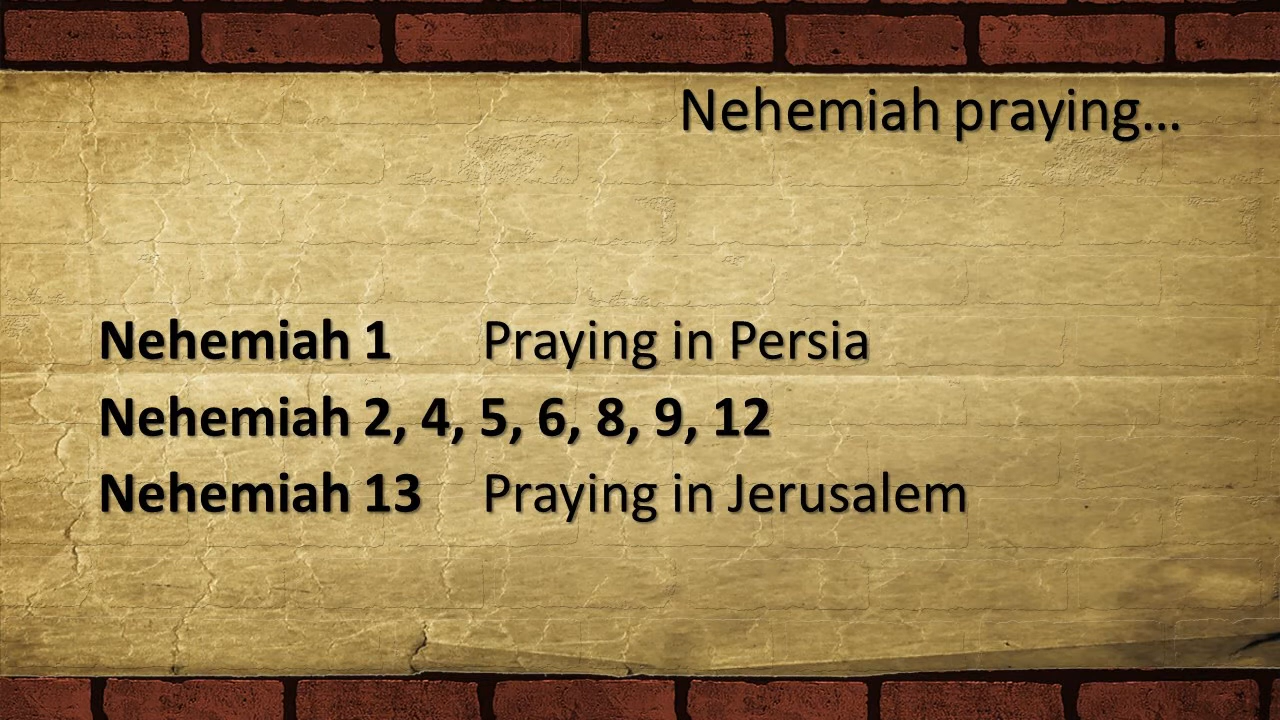 Nehemiah praying...
Nehemiah 1 Praying in Persia
Nehemiah 2, 4, 5, 6, 8, 9, 12
Nehemiah 13 Praying in Jerusalem